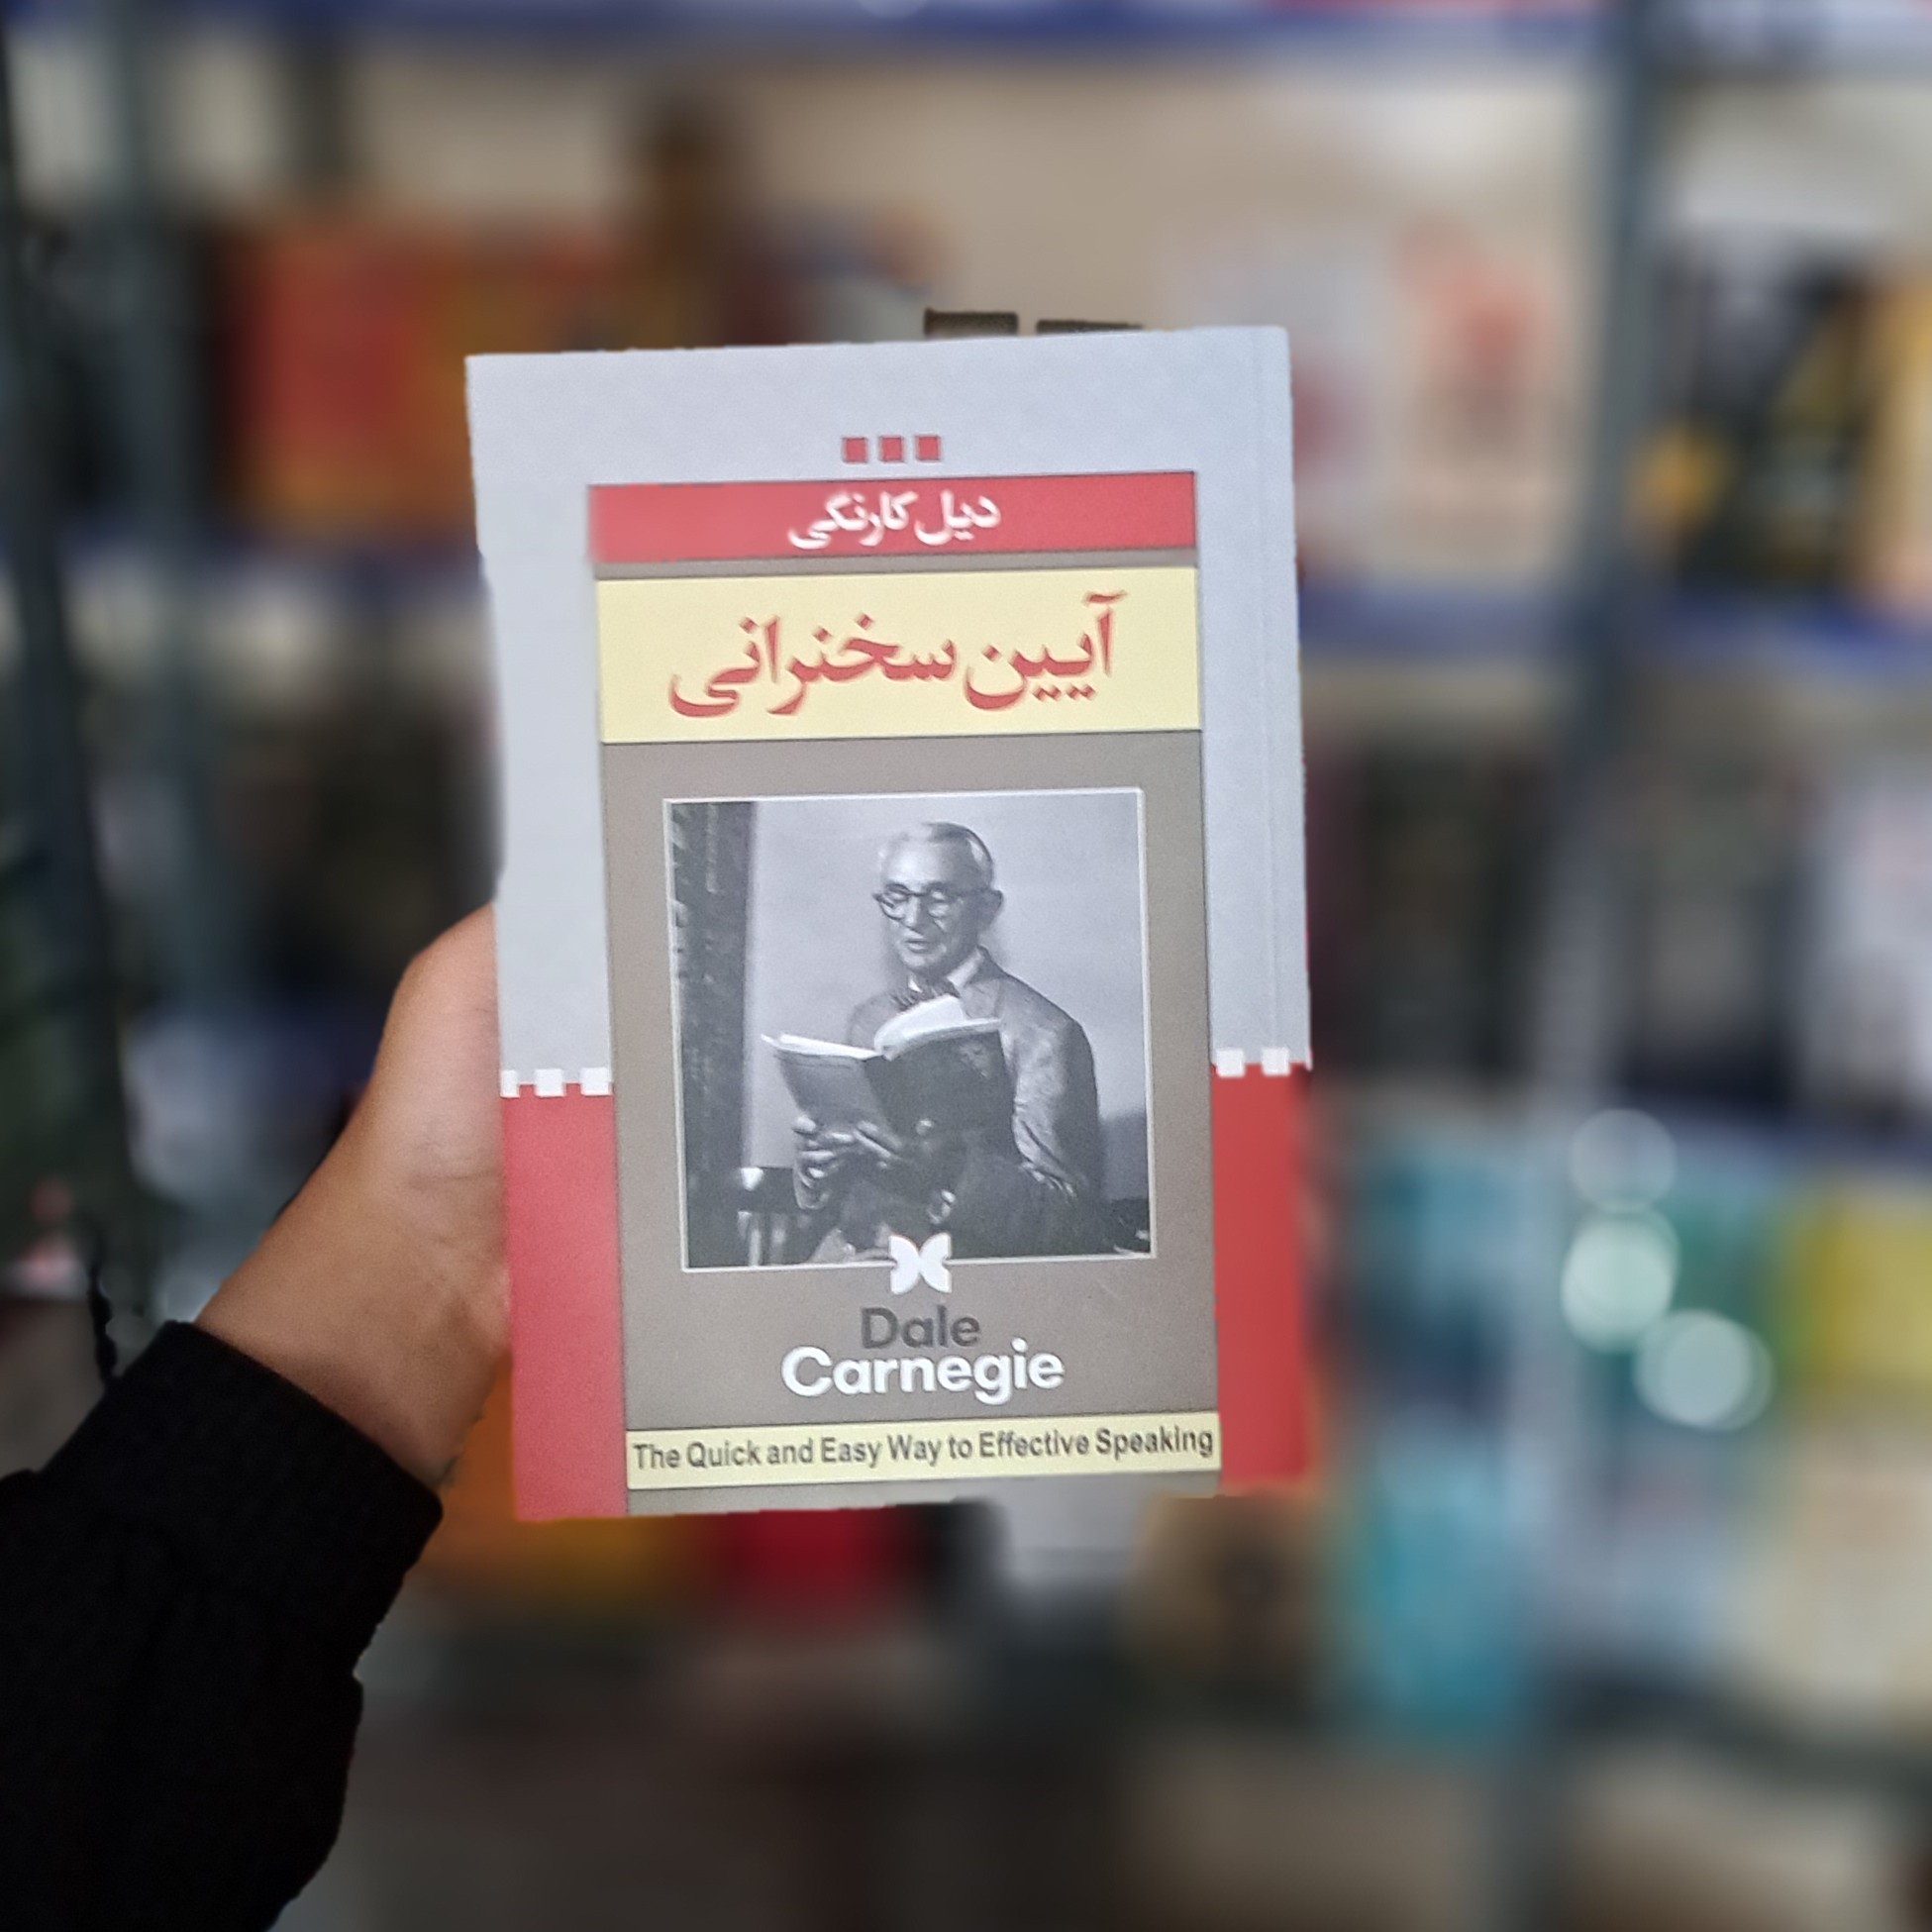 دیل کارنگی
آیین سخنرانی
Dale
Carnegie
The Quick and Easy Way to Effective Speaking